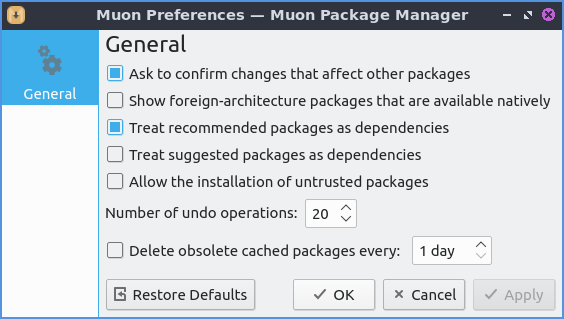 Muon Preferences — Muon Package Manager
General
General
Ask to confirm changes that affect other packages
Show foreign-architecture packages that are available natively
Treat recommended packages as dependencies
Treat suggested packages as dependencies
Allow the installation of untrusted packages
Number of undo operations: 20
Delete obsolete cached packages every: 1 day
Restore Defaults OK Cancel Apply